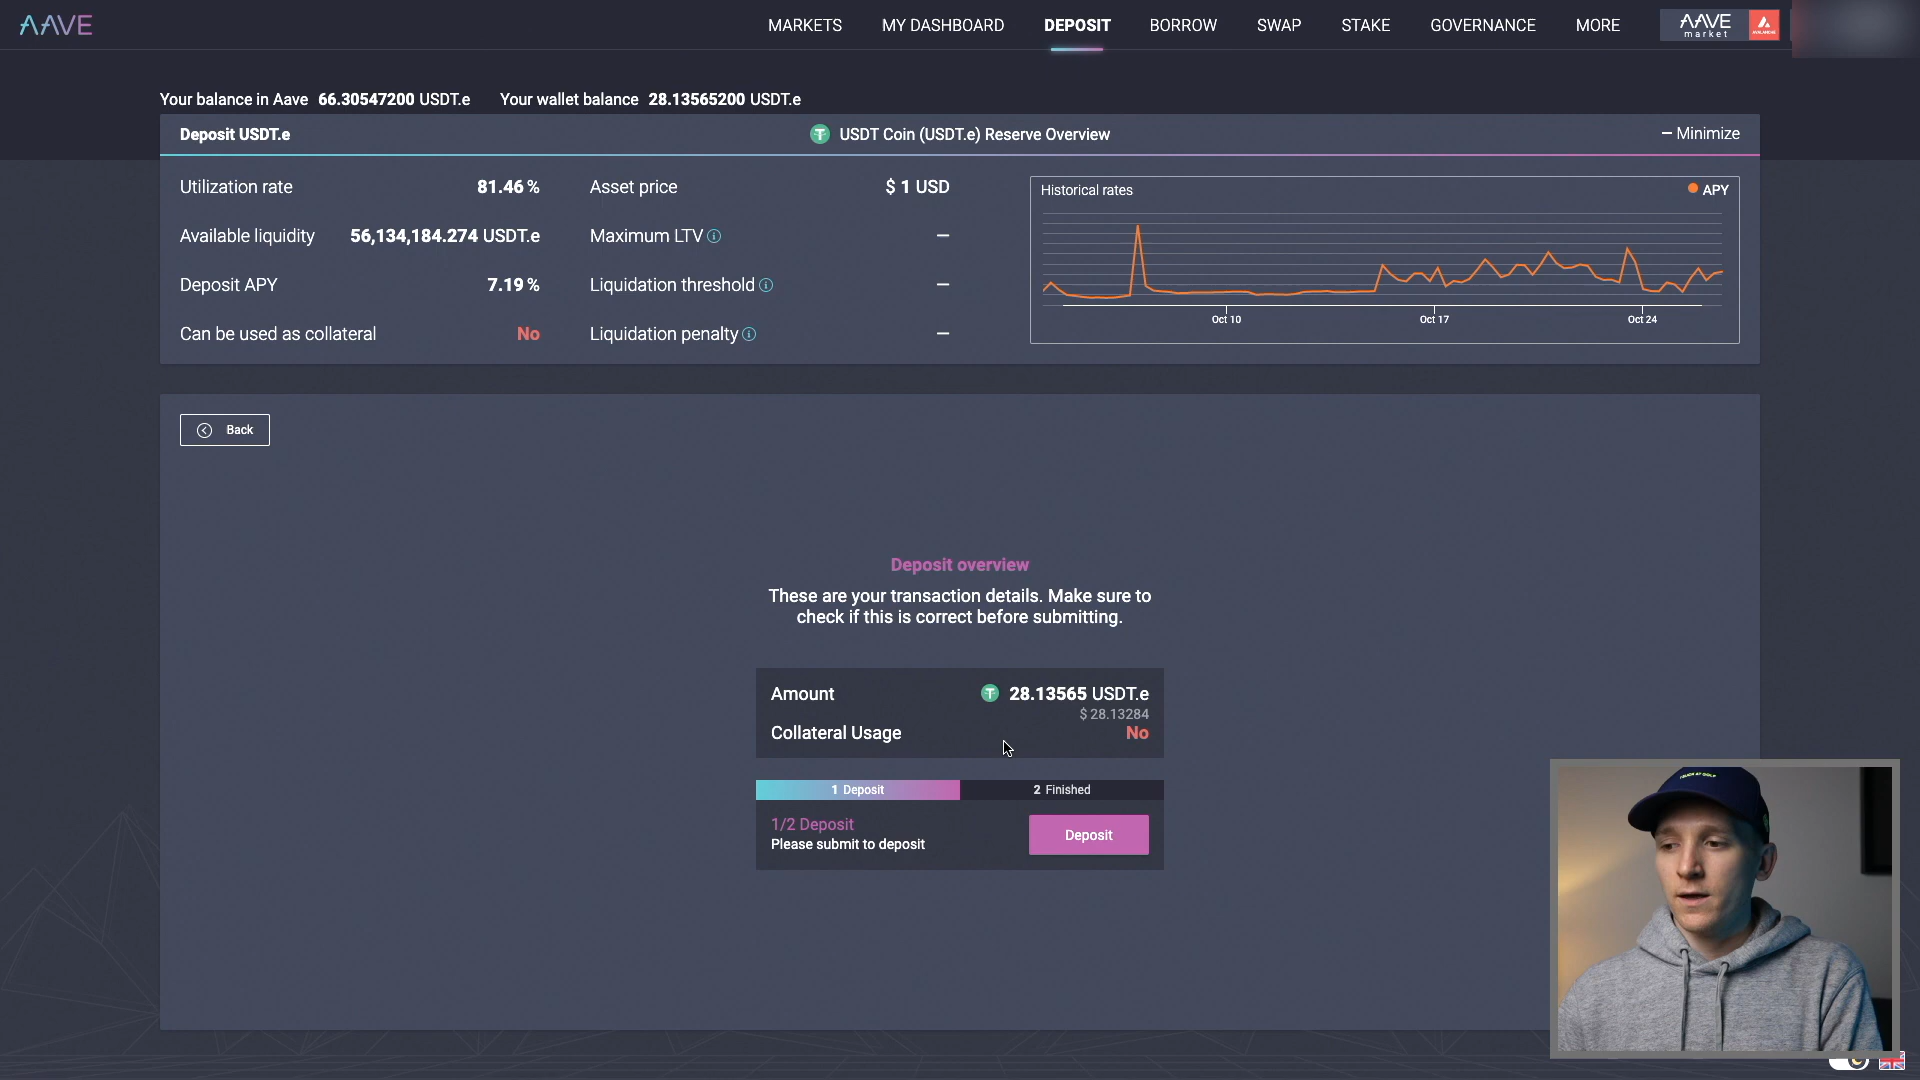 AAVE
MARKETS MY DASHBOARD DEPOSIT BORROW SWAP STAKE GOVERNANCE MORE
AAVE market
AVALANCHE
Your balance in Aave 66.30547200 USDT.e Your wallet balance 28.13565200 USDT.e
Deposit USDT.e
USDT Coin (USDT.e) Reserve Overview
– Minimize
Utilization rate 81.46 %
Asset price $ 1 USD
Historical rates
APY
Available liquidity 56,134,184.274 USDT.e
Maximum LTV —
Deposit APY 7.19 %
Liquidation threshold —
Can be used as collateral No
Liquidation penalty —
Oct 10 Oct 17 Oct 24
Back
Deposit overview
These are your transaction details. Make sure to
check if this is correct before submitting.
Amount 28.13565 USDT.e
$ 28.13284
Collateral Usage No
1 Deposit 2 Finished
1/2 Deposit
Please submit to deposit
Deposit